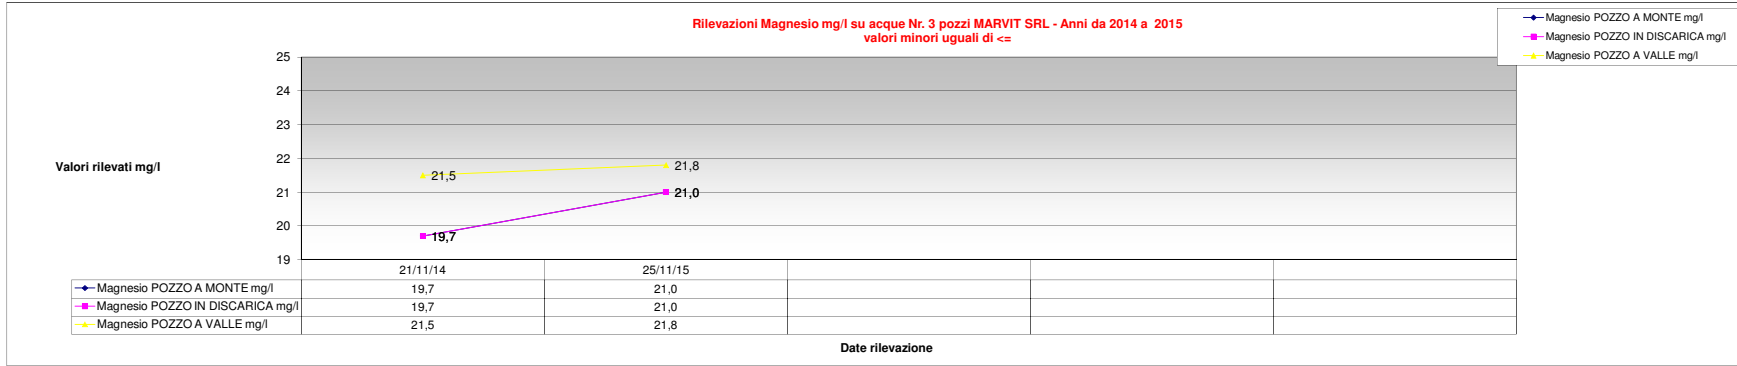 Rilevazioni Magnesio mg/l su acque Nr. 3 pozzi MARVIT SRL - Anni da 2014 a  2015
valori minori uguali di <=
Magnesio POZZO A MONTE mg/l
Magnesio POZZO IN DISCARICA mg/l
Magnesio POZZO A VALLE mg/l
25
24
23
22
21
20
19
Valori rilevati mg/l
21,5
21,8
19,7
21,0
21/11/14 25/11/15
Magnesio POZZO A MONTE mg/l 19,7 21,0
Magnesio POZZO IN DISCARICA mg/l 19,7 21,0
Magnesio POZZO A VALLE mg/l 21,5 21,8
Date rilevazione